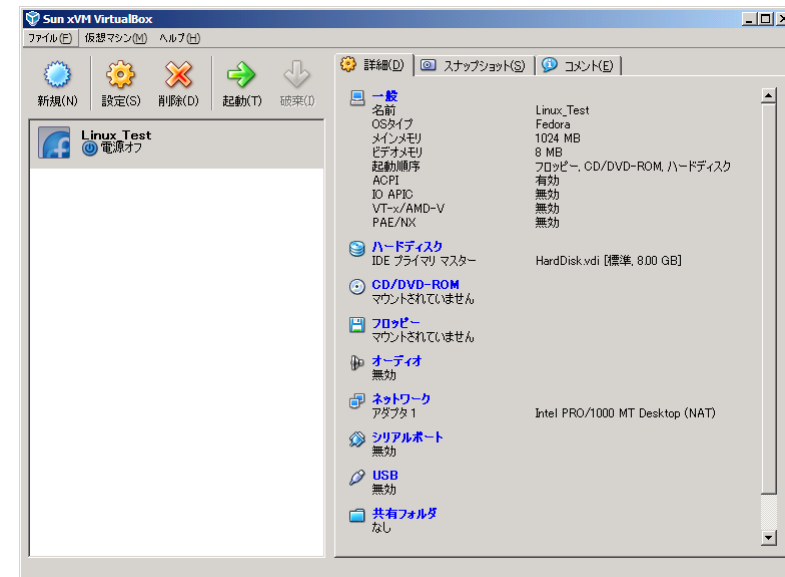 Sun xVM VirtualBox
ファイル(F) 仮想マシン(M) ヘルプ(H)
新規(N) 設定(S) 削除(D) 起動(T) 破棄(I)
Linux_Test
電源オフ
詳細(D) スナップショット(S) コメント(E)
一般
名前 Linux_Test
OSタイプ Fedora
メインメモリ 1024 MB
ビデオメモリ 8 MB
起動順序 フロッピー, CD/DVD-ROM, ハードディスク
ACPI 有効
IO APIC 無効
VT-x/AMD-V 無効
PAE/NX 無効
ハードディスク
IDE プライマリ マスター HardDisk.vdi [標準, 8.00 GB]
CD/DVD-ROM
マウントされていません
フロッピー
マウントされていません
オーディオ
無効
ネットワーク
アダプタ 1 Intel PRO/1000 MT Desktop (NAT)
シリアルポート
無効
USB
無効
共有フォルダ
なし